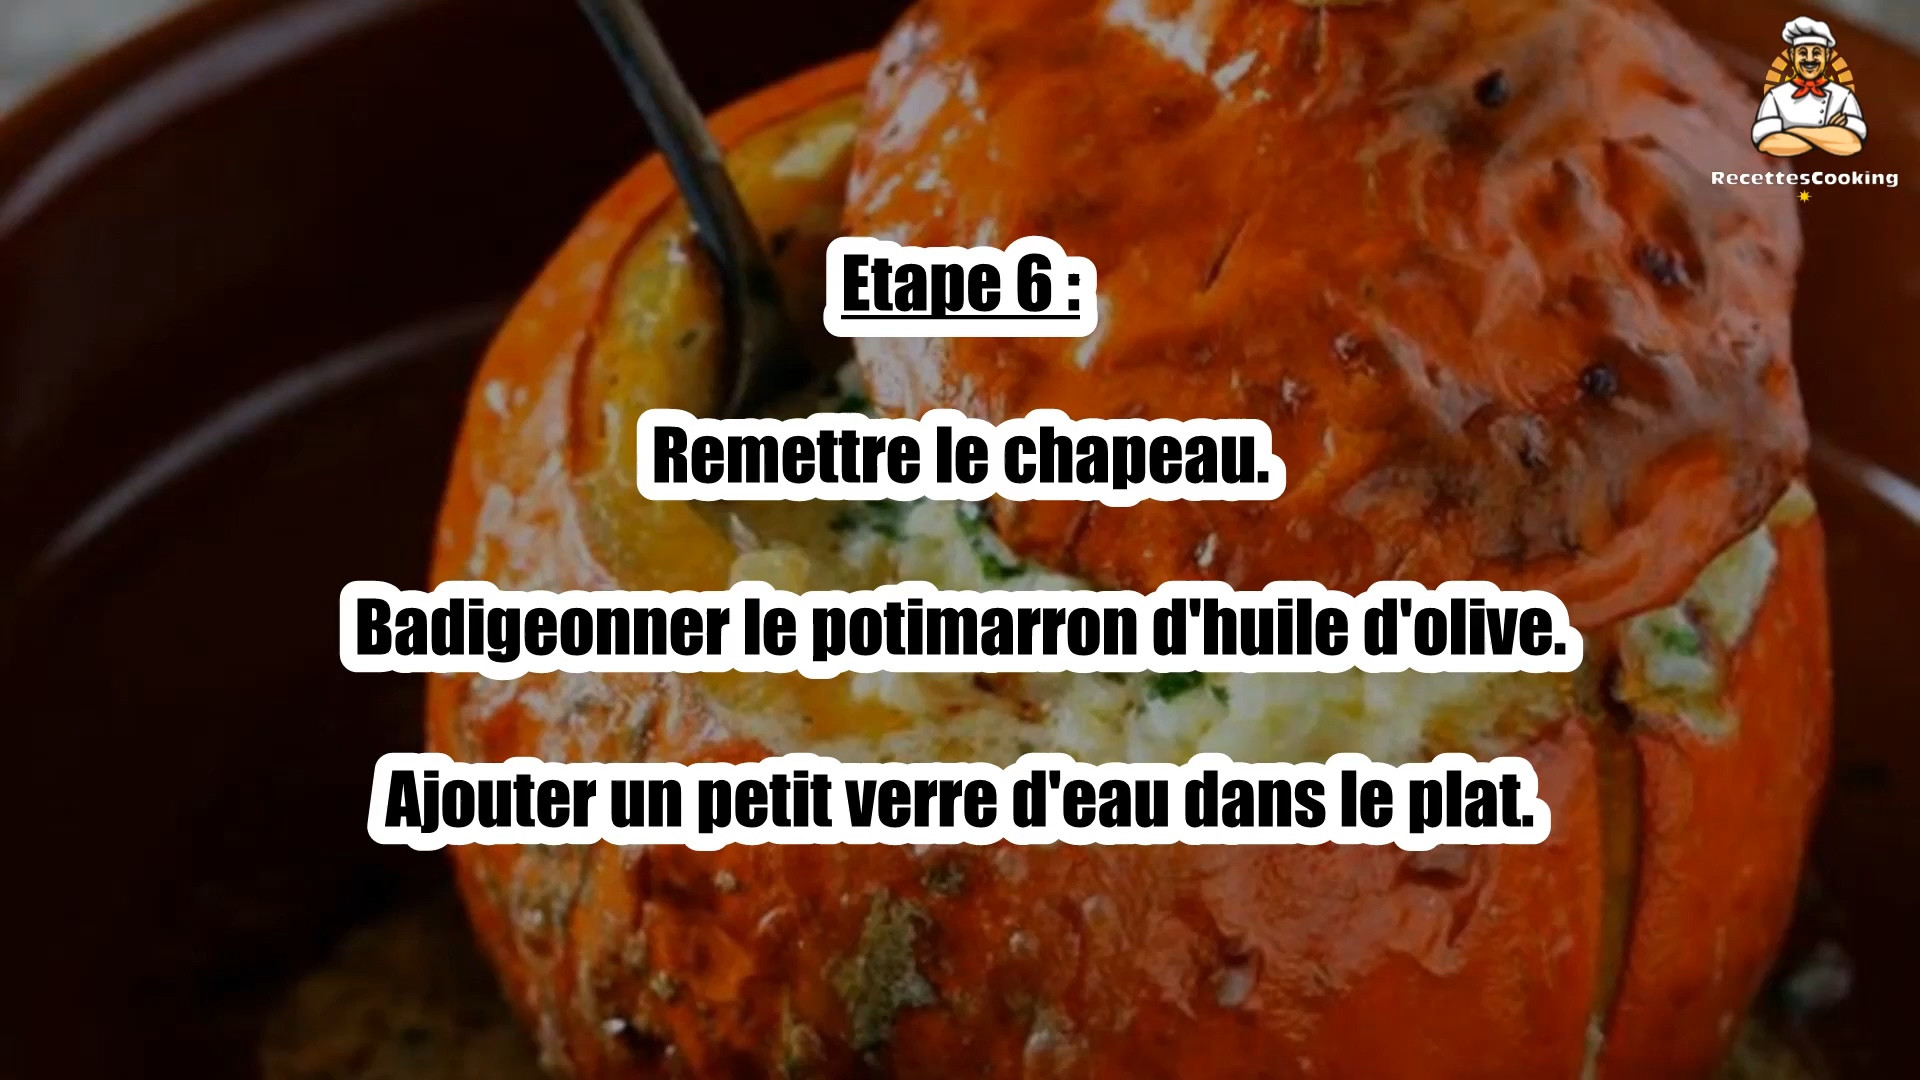 RecettesCooking
Etape 6 :
Remettre le chapeau.
Badigeonner le potimarron d'huile d'olive.
Ajouter un petit verre d'eau dans le plat.